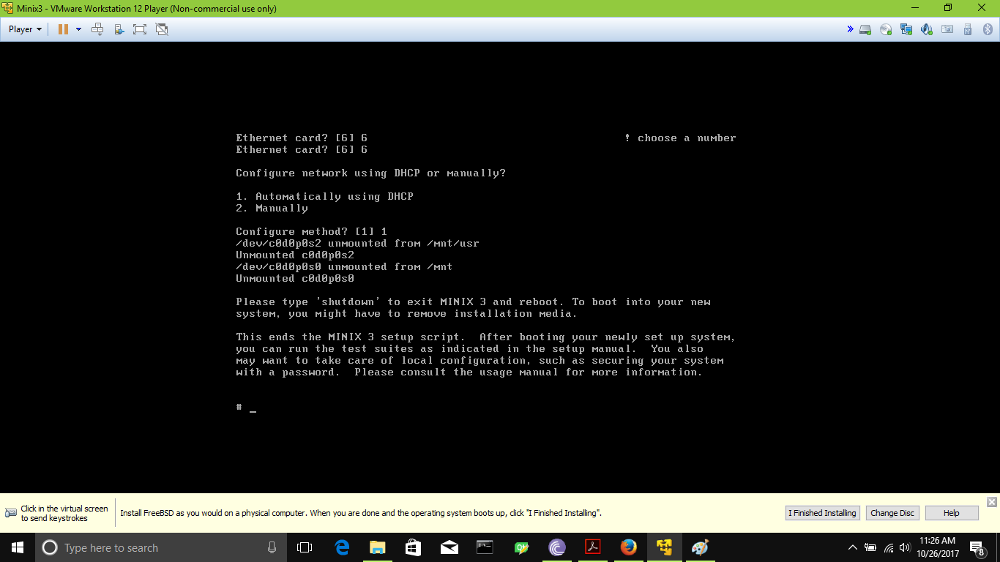 Minix3 - VMware Workstation 12 Player (Non-commercial use only)
Player
Ethernet card? [6] 6 ! choose a number
Ethernet card? [6] 6
Configure network using DHCP or manually?
1. Automatically using DHCP
2. Manually
Configure method? [1] 1
/dev/c0d0p0s2 unmounted from /mnt/usr
Unmounted c0d0p0s2
/dev/c0d0p0s0 unmounted from /mnt
Unmounted c0d0p0s0
Please type 'shutdown' to exit MINIX 3 and reboot. To boot into your new
system, you might have to remove installation media.
This ends the MINIX 3 setup script. After booting your newly set up system,
you can run the test suites as indicated in the setup manual. You also
may want to take care of local configuration, such as securing your system
with a password. Please consult the usage manual for more information.
# _
Click in the virtual screen
to send keystrokes
Install FreeBSD as you would on a physical computer. When you are done and the operating system boots up, click "I Finished Installing".
I Finished Installing
Change Disc
Help
Type here to search
11:26 AM
10/26/2017
8